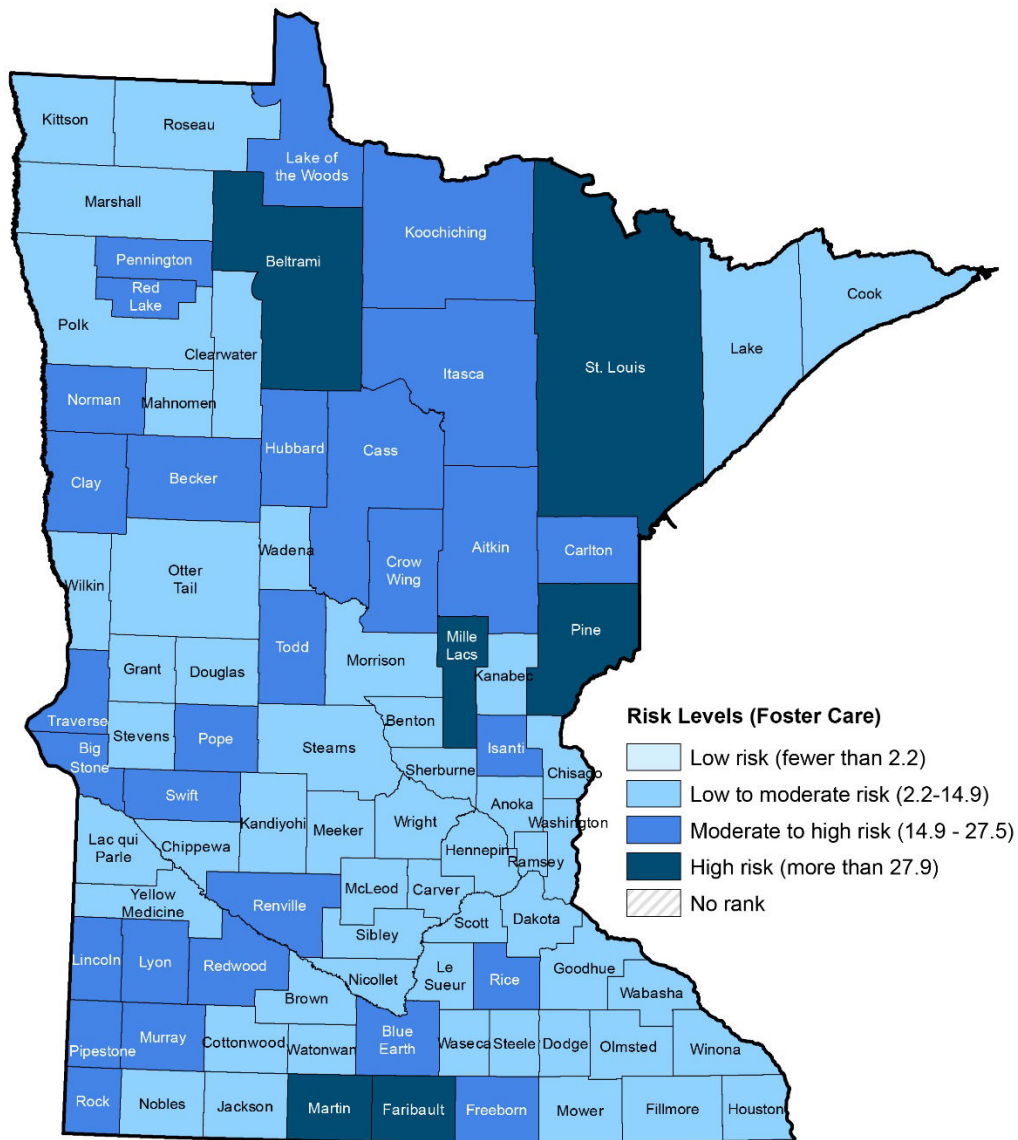 Kittson
Roseau
Lake of
the Woods
Marshall
Koochiching
Beltrami
Pennington
Red
Lake
Cook
Polk
Clearwater
Lake
St. Louis
Itasca
Norman
Mahnomen
Hubbard
Cass
Clay
Becker
Wadena
Aitkin
Carlton
Crow
Wing
Otter
Tail
Wilkin
Pine
Mille
Lacs
Todd
Morrison
Grant
Douglas
Kanabec
Traverse
Benton
Stevens
Pope
Stearns
Isanti
Big
Stone
Sherburne
Chisago
Swift
Anoka
Kandiyohi
Meeker
Wright
Washington
Lac qui
Parle
Chippewa
Hennepin
Ramsey
McLeod
Carver
Yellow
Medicine
Renville
Scott
Dakota
Sibley
Lincoln
Lyon
Redwood
Le
Sueur
Rice
Goodhue
Nicollet
Wabasha
Brown
Pipestone
Murray
Cottonwood
Watonwan
Blue
Earth
Waseca
Steele
Dodge
Olmsted
Winona
Rock
Nobles
Jackson
Martin
Faribault
Freeborn
Mower
Fillmore
Houston
Risk Levels (Foster Care)
Low risk (fewer than 2.2)
Low to moderate risk (2.2-14.9)
Moderate to high risk (14.9 - 27.5)
High risk (more than 27.9)
No rank